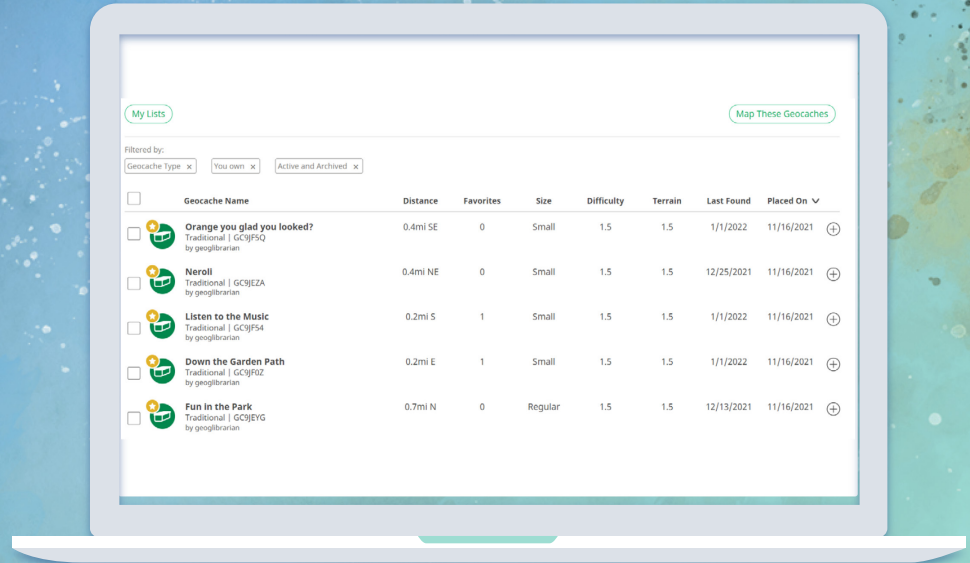 My Lists
Map These Geocaches
Filtered by:
Geocache Type x
You own x
Active and Archived x
Geocache Name Distance Favorites Size Difficulty Terrain Last Found Placed On
Orange you glad you looked? 0.4mi SE 0 Small 1.5 1.5 1/1/2022 11/16/2021
Traditional | GC9JF5Q
by geoglibrarian
Neroli 0.4mi NE 0 Small 1.5 1.5 12/25/2021 11/16/2021
Traditional | GC9JEZA
by geoglibrarian
Listen to the Music 0.2mi S 1 Small 1.5 1.5 1/1/2022 11/16/2021
Traditional | GC9JF54
by geoglibrarian
Down the Garden Path 0.2mi E 1 Small 1.5 1.5 1/1/2022 11/16/2021
Traditional | GC9JF0Z
by geoglibrarian
Fun in the Park 0.7mi N 0 Regular 1.5 1.5 12/13/2021 11/16/2021
Traditional | GC9JEYG
by geoglibrarian